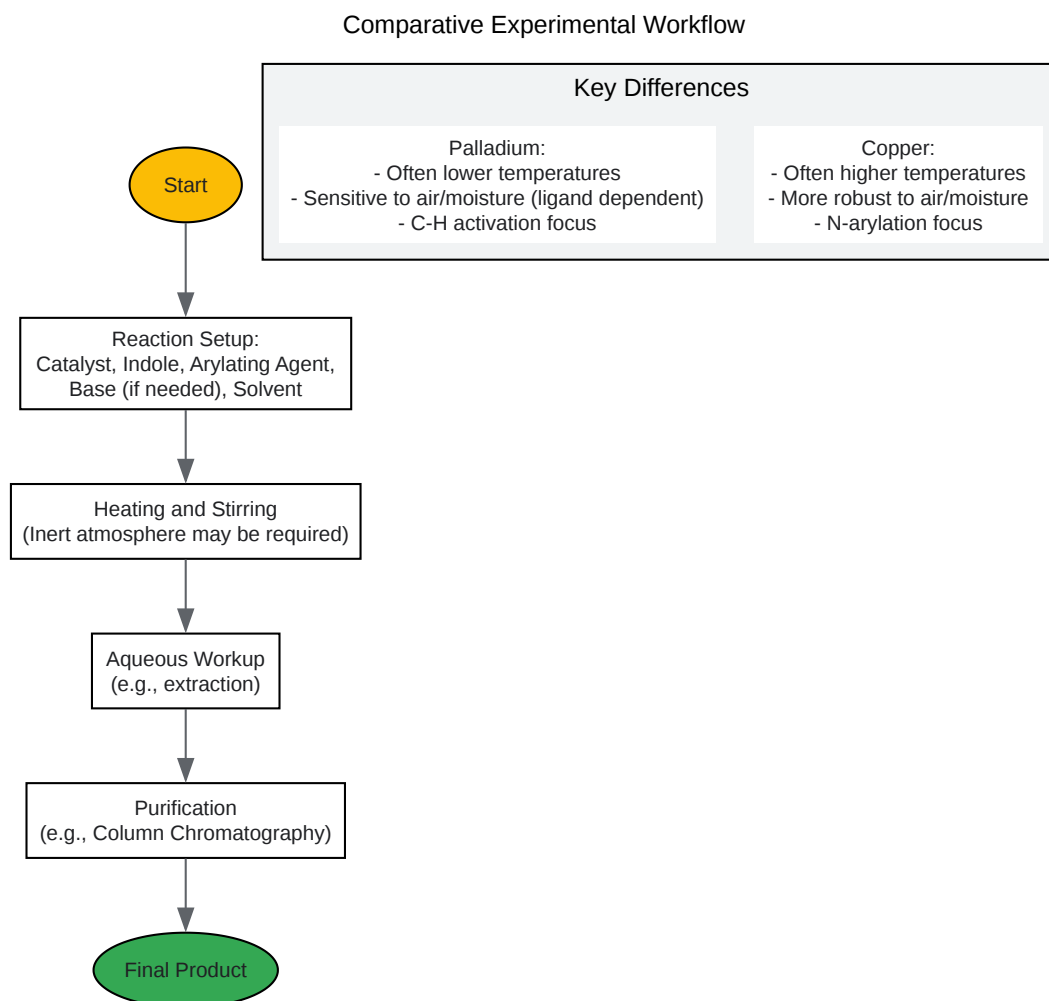 Comparative Experimental Workflow
Key Differences
Palladium:
- Often lower temperatures
- Sensitive to air/moisture (ligand dependent)
- C-H activation focus
Copper:
- Often higher temperatures
- More robust to air/moisture
- N-arylation focus
Start
Reaction Setup:
Catalyst, Indole, Arylating Agent,
Base (if needed), Solvent
Heating and Stirring
(Inert atmosphere may be required)
Aqueous Workup
(e.g., extraction)
Purification
(e.g., Column Chromatography)
Final Product